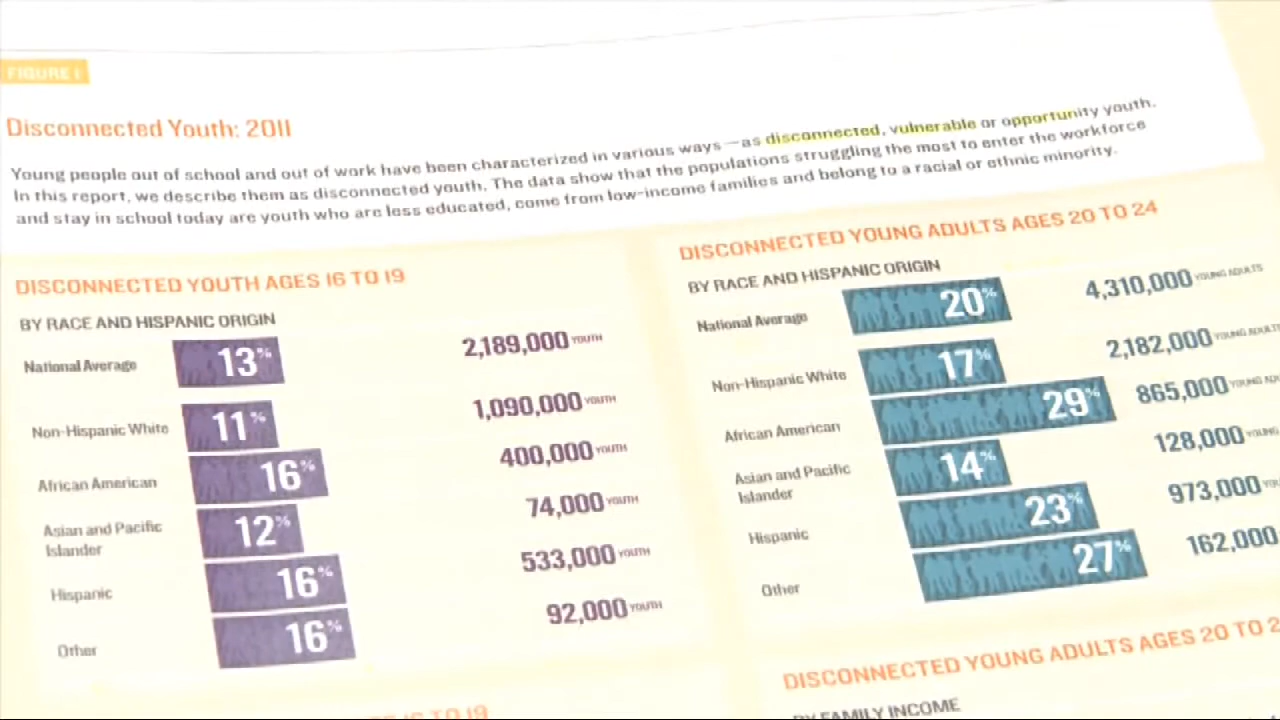 FIGURE 1
Disconnected Youth: 2011
Young people out of school and out of work have been characterized in various ways—as disconnected, vulnerable or opportunity youth.
In this report, we describe them as disconnected youth. The data show that the populations struggling the most to enter the workforce
and stay in school today are youth who are less educated, come from low-income families and belong to a racial or ethnic minority.
DISCONNECTED YOUTH AGES 16 TO 19
BY RACE AND HISPANIC ORIGIN
National Average 13% 2,189,000 YOUTH
Non-Hispanic White 11% 1,090,000 YOUTH
African American 16% 400,000 YOUTH
Asian and Pacific
Islander 12% 74,000 YOUTH
Hispanic 16% 533,000 YOUTH
Other 16% 92,000 YOUTH
DISCONNECTED YOUNG ADULTS AGES 20 TO 24
BY RACE AND HISPANIC ORIGIN
National Average 20% 4,310,000 YOUNG ADULTS
Non-Hispanic White 17% 2,182,000 YOUNG
African American 29% 865,000 YOUNG
Asian and Pacific
Islander 14% 128,000 YOUNG
Hispanic 23% 973,000
Other 27% 162,000
16 TO 19
DISCONNECTED YOUNG ADULTS AGES 20 TO 2
BY FAMILY INCOME